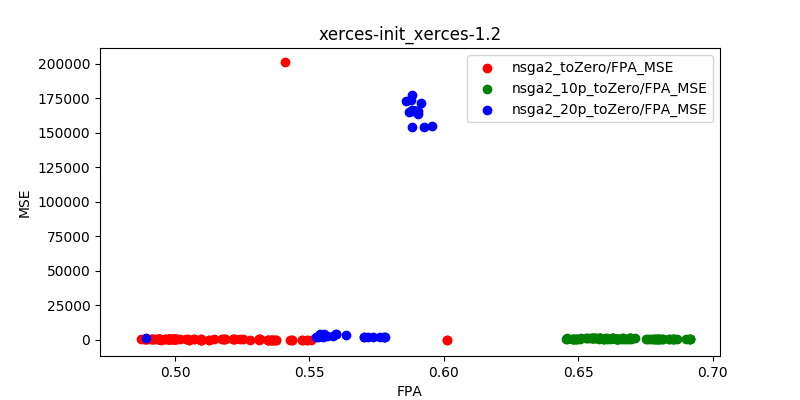 xerces-init_xerces-1.2
nsga2_toZero/FPA_MSE
nsga2_10p_toZero/FPA_MSE
nsga2_20p_toZero/FPA_MSE
200000
175000
150000
125000
100000
75000
50000
25000
0
MSE
0.50 0.55 0.60 0.65 0.70
FPA